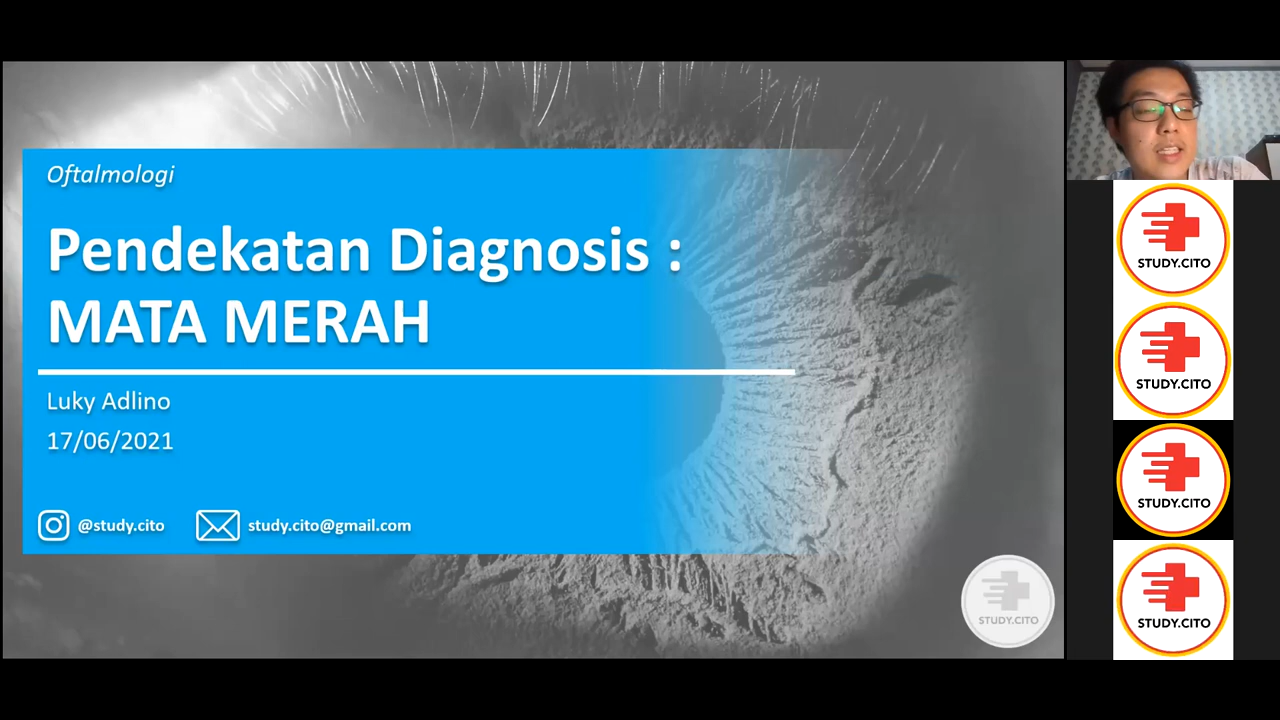 Oftalmologi
Pendekatan Diagnosis :
MATA MERAH
Luky Adlino
17/06/2021
@study.cito
study.cito@gmail.com
STUDY.CITO
STUDY.CITO
STUDY.CITO
STUDY.CITO
STUDY.CITO